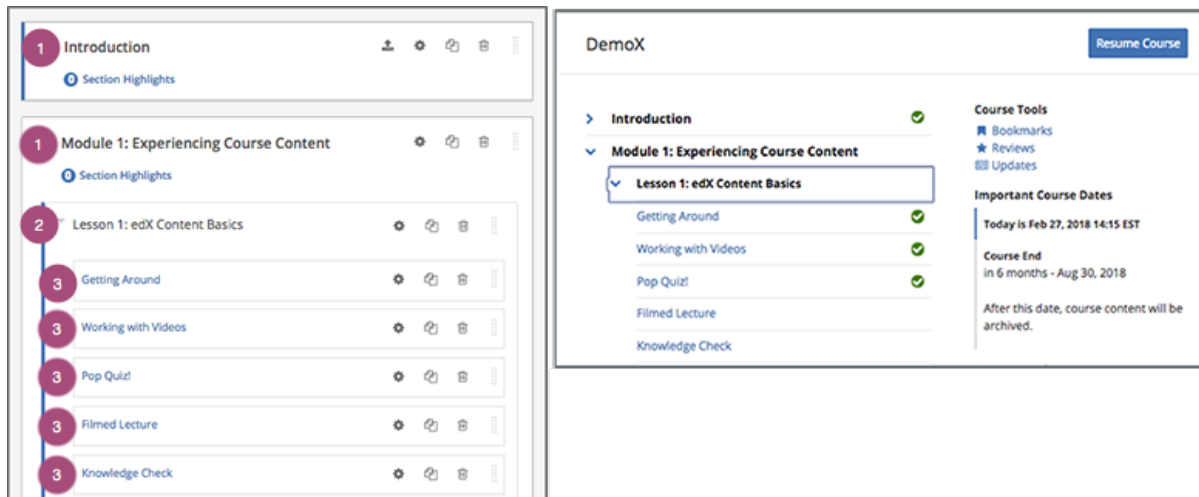 1 Introduction
0 Section Highlights
1 Module 1: Experiencing Course Content
0 Section Highlights
2 Lesson 1: edX Content Basics
3 Getting Around
3 Working with Videos
3 Pop Quiz!
3 Filmed Lecture
3 Knowledge Check
DemoX
Resume Course
Introduction
Module 1: Experiencing Course Content
Lesson 1: edX Content Basics
Getting Around
Working with Videos
Pop Quiz!
Filmed Lecture
Knowledge Check
Course Tools
Bookmarks
Reviews
Updates
Important Course Dates
Today is Feb 27, 2018 14:15 EST
Course End
in 6 months - Aug 30, 2018
After this date, course content will be
archived.